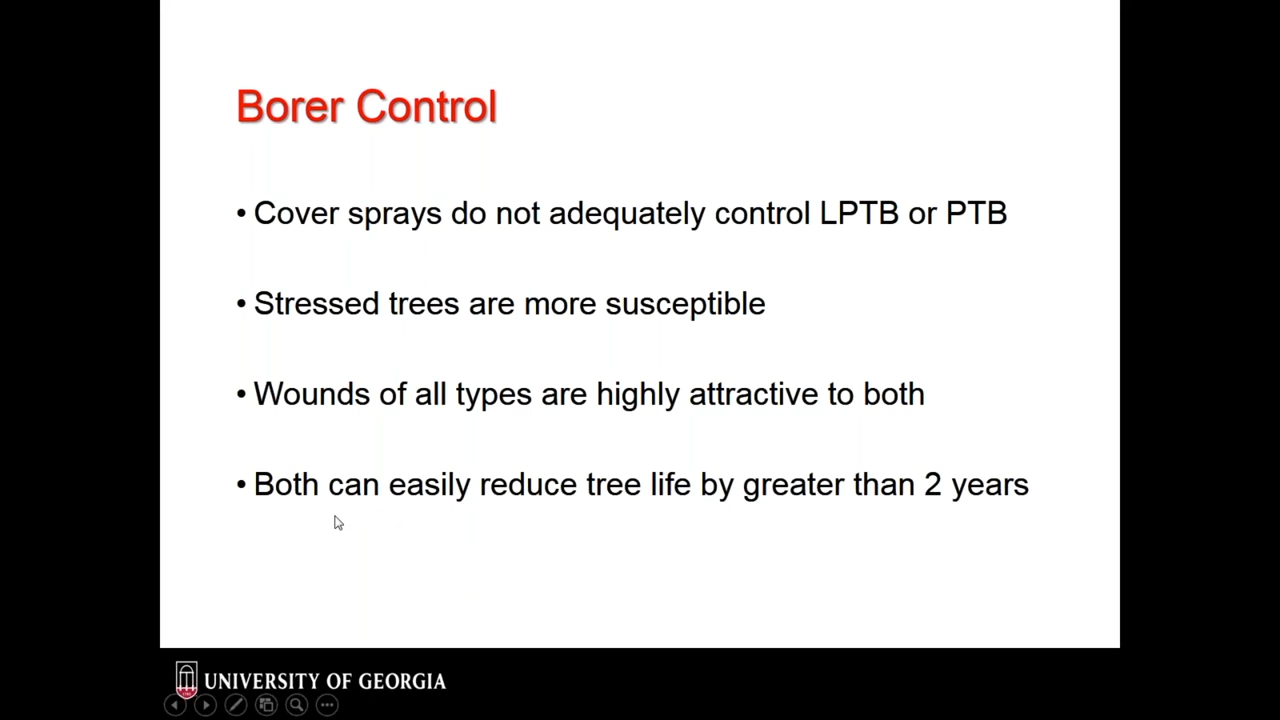 Borer Control
• Cover sprays do not adequately control LPTB or PTB
• Stressed trees are more susceptible
• Wounds of all types are highly attractive to both
• Both can easily reduce tree life by greater than 2 years
UNIVERSITY OF GEORGIA